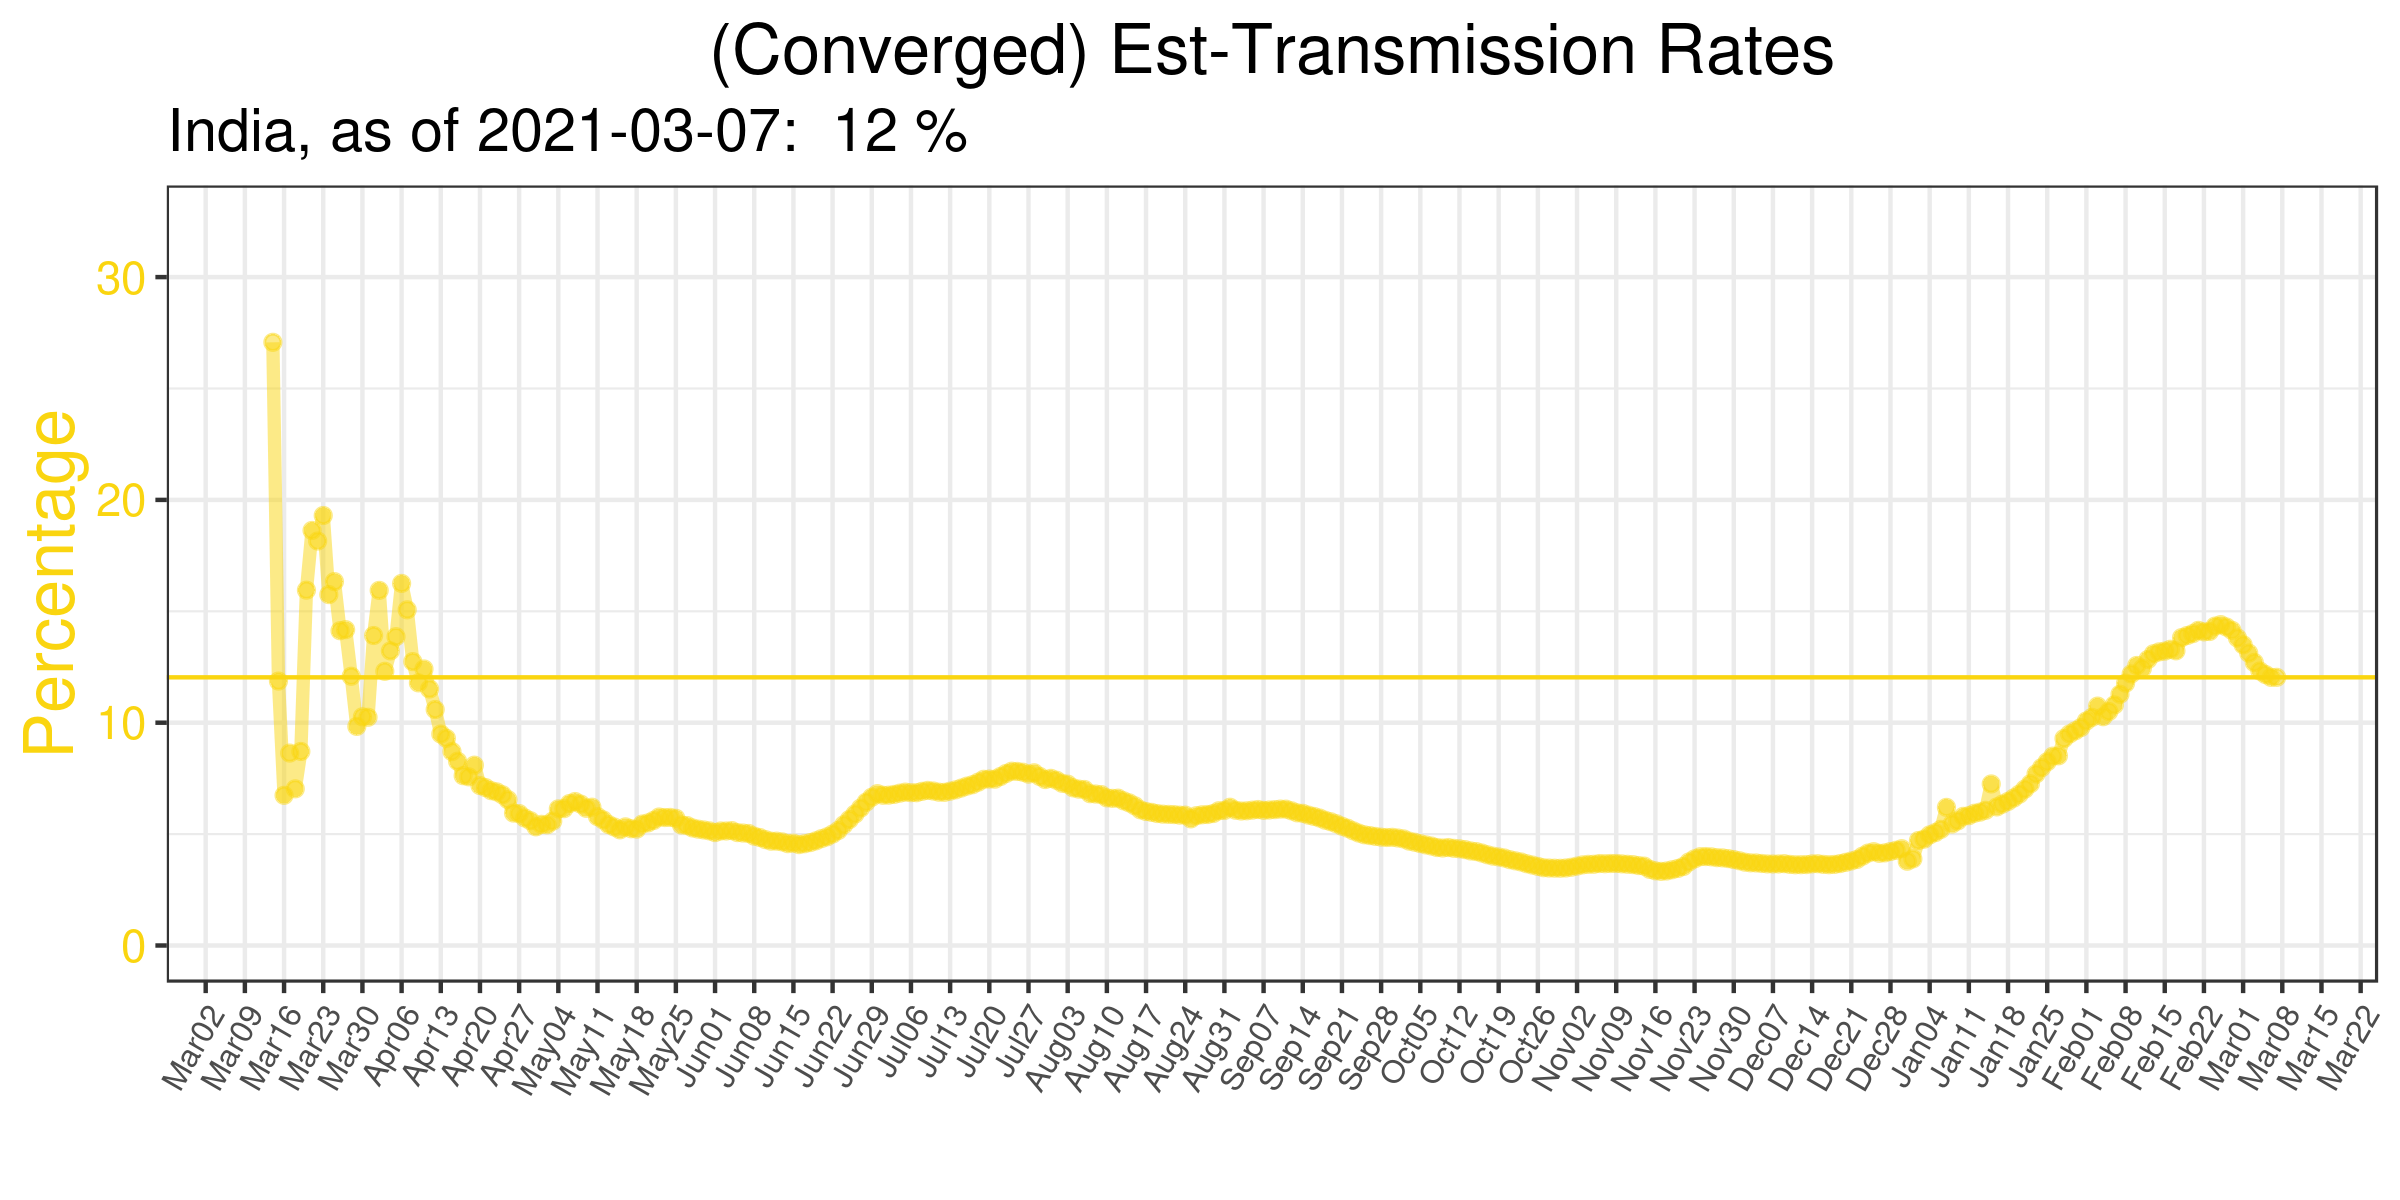 (Converged) Est-Transmission Rates
India, as of 2021-03-07:  12 %
Percentage
30
20
10
0
Mar02
Mar09
Mar16
Mar23
Mar30
Apr06
Apr13
Apr20
Apr27
May04
May11
May18
May25
Jun01
Jun08
Jun15
Jun22
Jun29
Jul06
Jul13
Jul20
Jul27
Aug03
Aug10
Aug17
Aug24
Aug31
Sep07
Sep14
Sep21
Sep28
Oct05
Oct12
Oct19
Oct26
Nov02
Nov09
Nov16
Nov23
Nov30
Dec07
Dec14
Dec21
Dec28
Jan04
Jan11
Jan18
Jan25
Feb01
Feb08
Feb15
Feb22
Mar01
Mar08
Mar15
Mar22